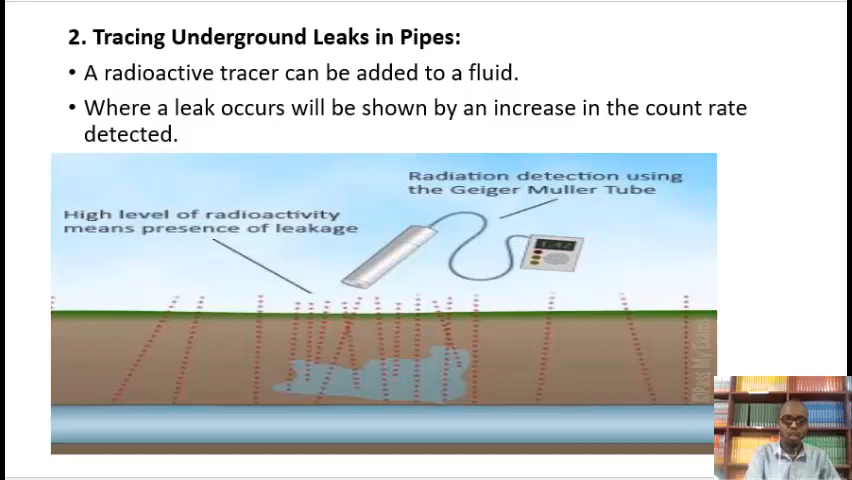 2. Tracing Underground Leaks in Pipes:
• A radioactive tracer can be added to a fluid.
• Where a leak occurs will be shown by an increase in the count rate
detected.
Radiation detection using
the Geiger Muller Tube
High level of radioactivity
means presence of leakage
1.42